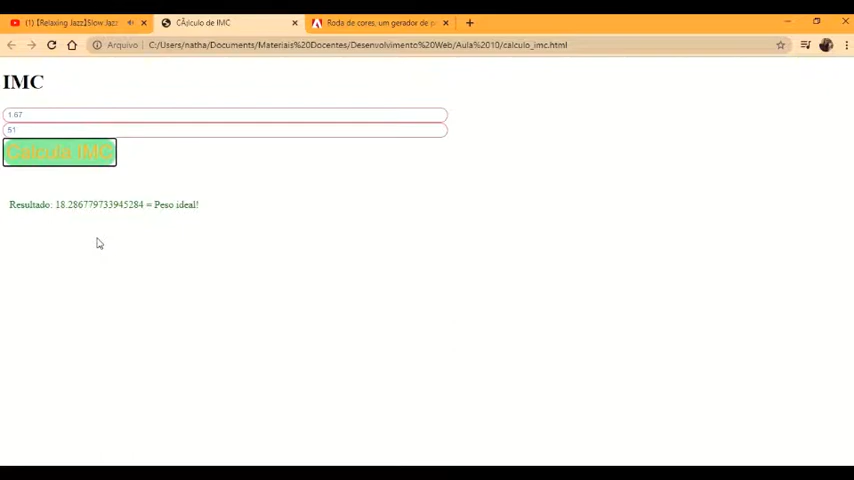 (1) [Relaxing Jazz]Slow Jazz
CÃ¡lculo de IMC
Roda de cores, um gerador de p
Arquivo
C:/Users/natha/Documents/Materiais%20Docentes/Desenvolvimento%20Web/Aula%2010/calculo_imc.html
IMC
1.67
51
Calcula IMC
Resultado: 18.286779733945284 = Peso ideal!